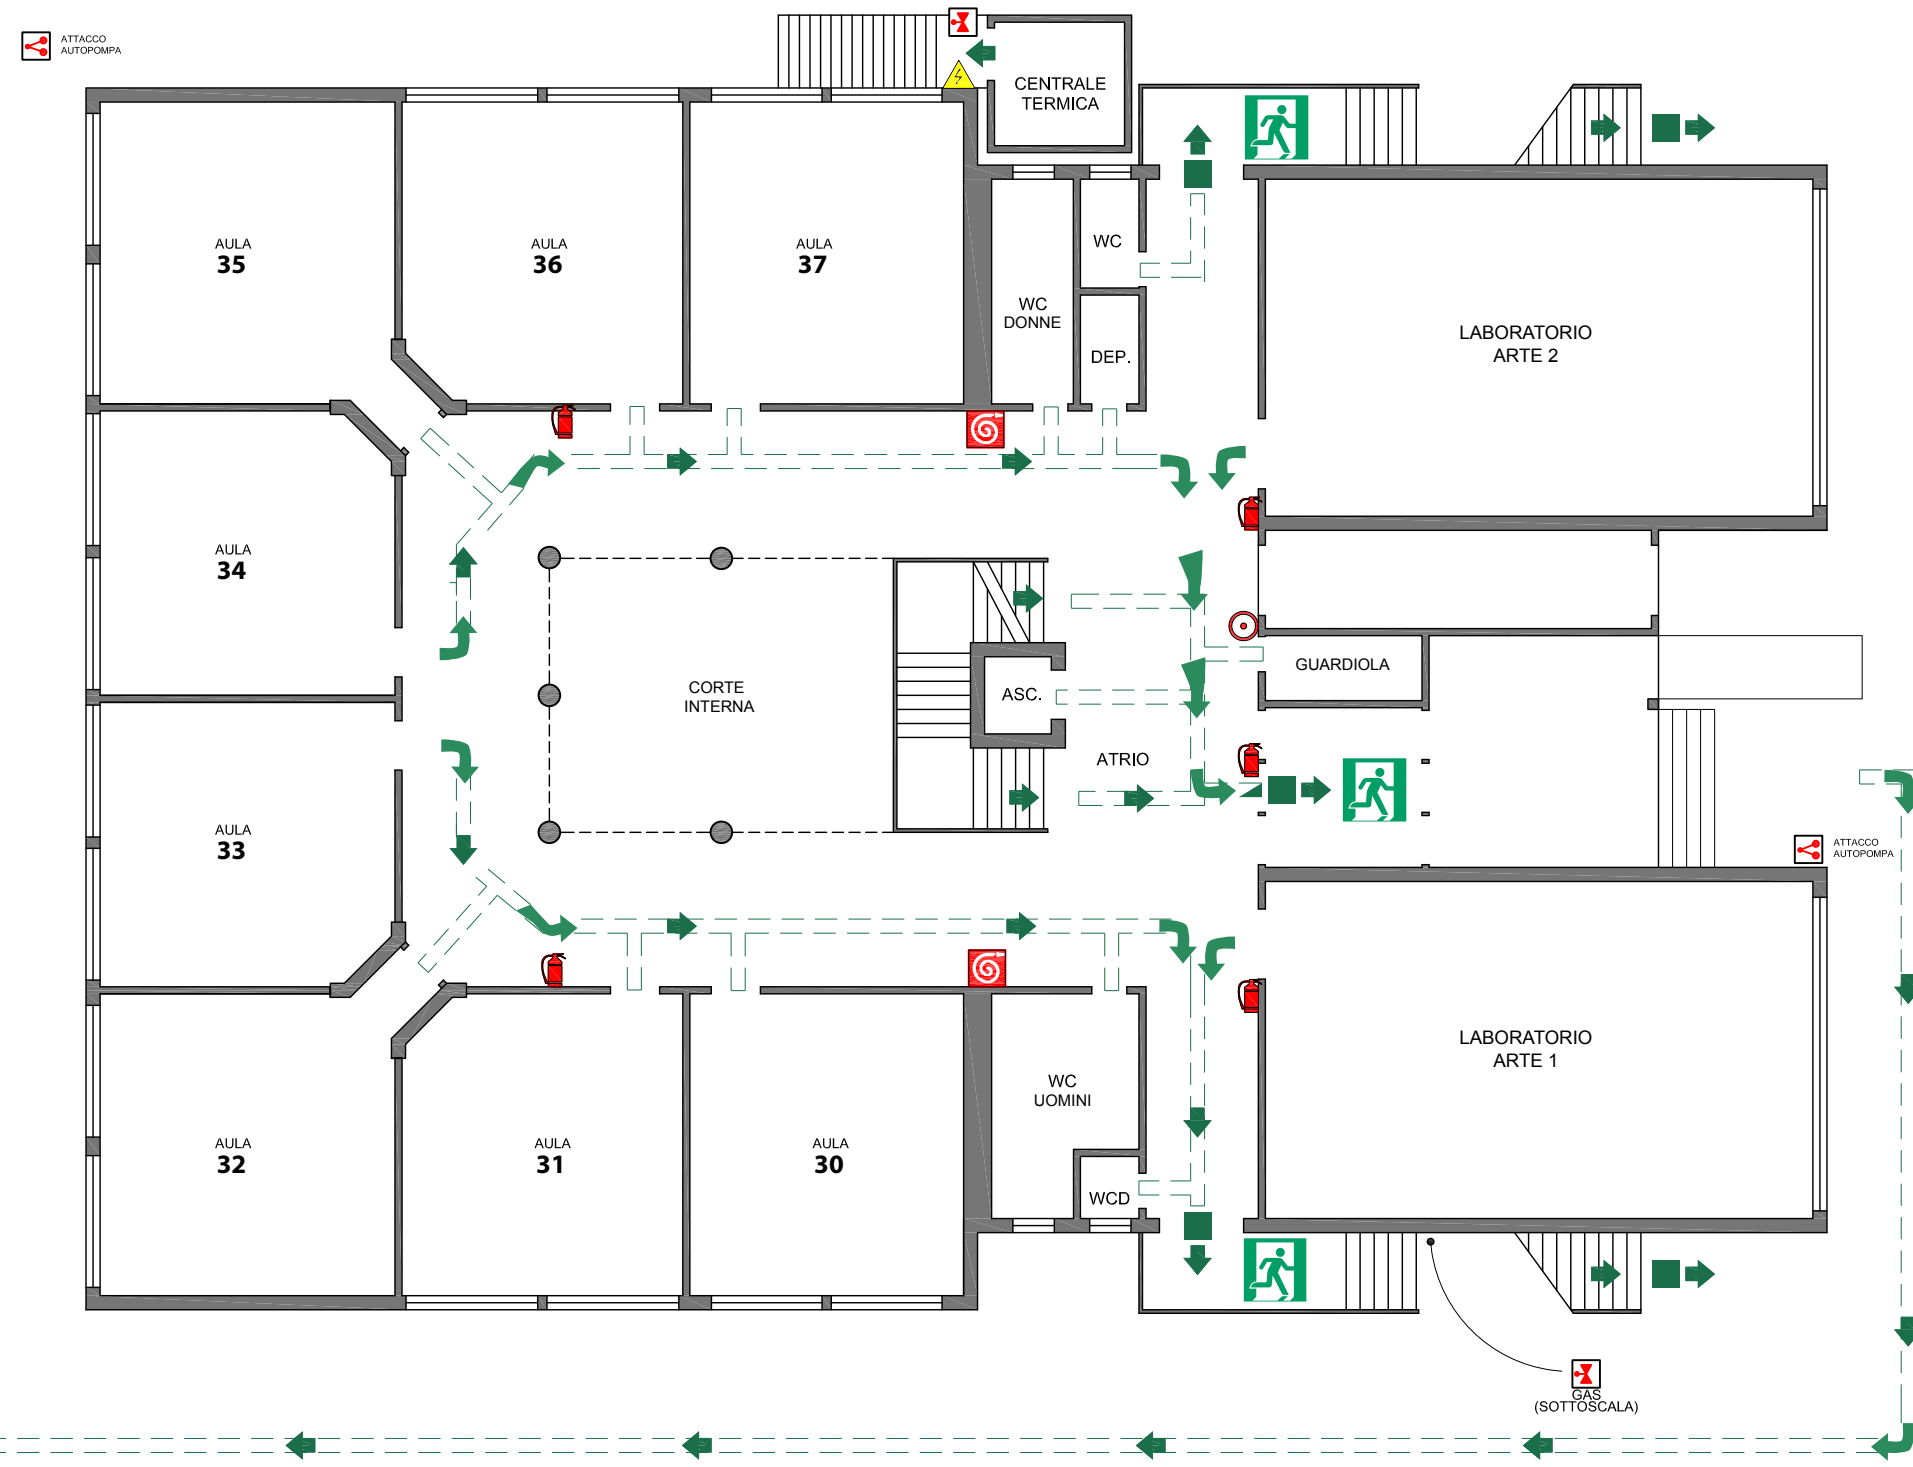 ATTACCO
AUTOPOMPA
CENTRALE
TERMICA
AULA
35
AULA
36
AULA
37
WC
WC
DONNE
DEP.
LABORATORIO
ARTE 2
AULA
34
CORTE
INTERNA
ASC.
GUARDIOLA
ATRIO
AULA
33
ATTACCO
AUTOPOMPA
LABORATORIO
ARTE 1
WC
UOMINI
AULA
32
AULA
31
AULA
30
WCD
GAS
(SOTTOSCALA)